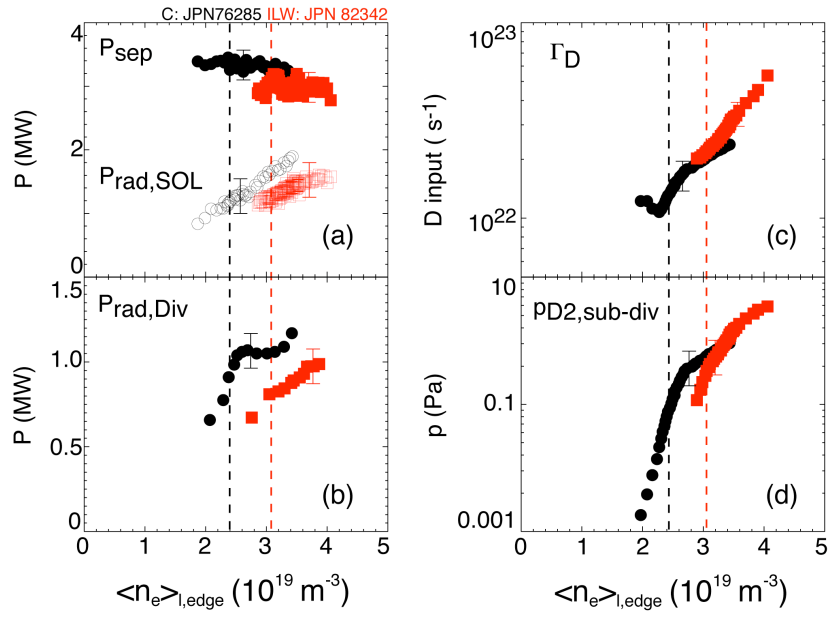 C: JPN76285 ILW: JPN 82342
4
P_sep
P (MW)
2
P_rad,SOL
0
(a)
1.5
P_rad,Div
1.0
P (MW)
0.5
0
(b)
0 1 2 3 4 5
<n_e>_l,edge (10^19 m^-3)
10^23
Γ_D
D input ( s^-1)
10^22
(c)
10
p_D2,sub-div
p (Pa)
0.1
0.001
(d)
0 1 2 3 4 5
<n_e>_l,edge (10^19 m^-3)